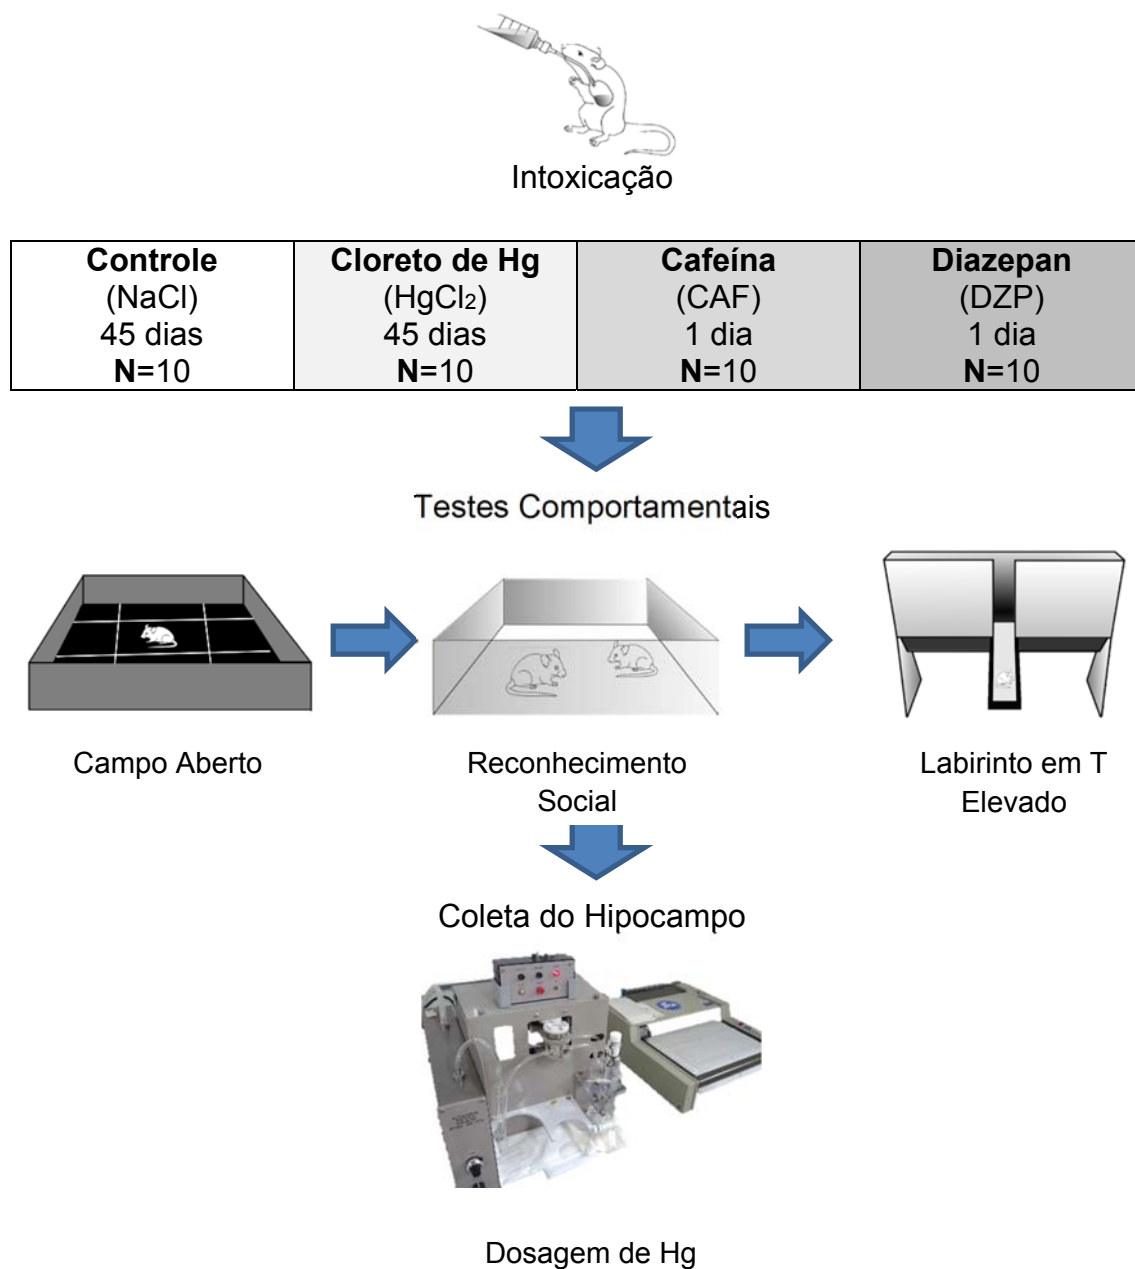 Intoxicação
Controle
(NaCl)
45 dias
N=10
Cloreto de Hg
(HgCl₂)
45 dias
N=10
Cafeína
(CAF)
1 dia
N=10
Diazepan
(DZP)
1 dia
N=10
Testes Comportamentais
Campo Aberto
Reconhecimento
Social
Labirinto em T
Elevado
Coleta do Hipocampo
Dosagem de Hg